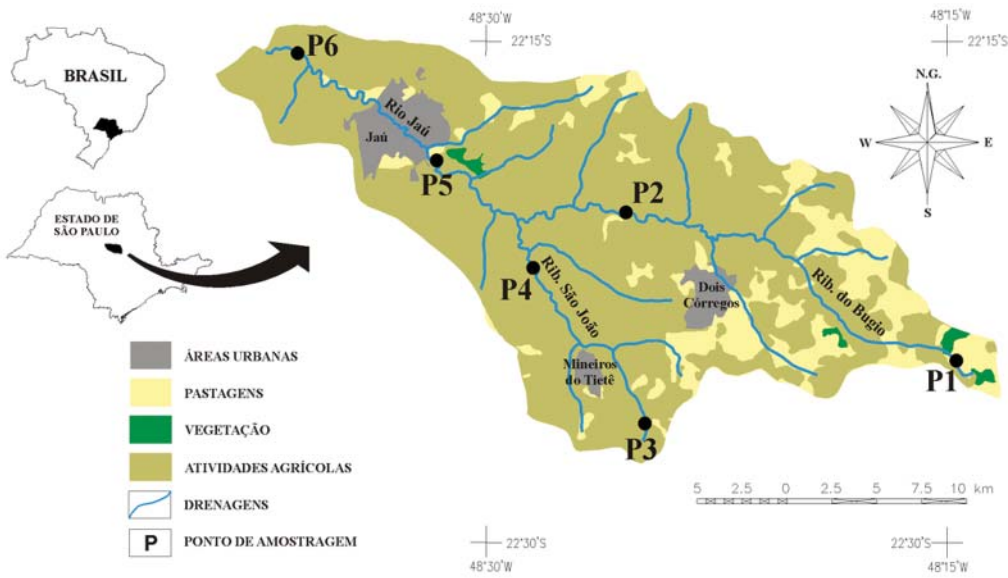 48°30'W
48°15'W
22°15'S
22°15'S
BRASIL
N.G.
W
E
S
ESTADO DE
SÃO PAULO
P6
Rio Jaú
Jaú
P5
P2
P4
Rib. São João
Dois
Córregos
Rib. do Bugio
P1
Mineiros
do Tietê
P3
ÁREAS URBANAS
PASTAGENS
VEGETAÇÃO
ATIVIDADES AGRÍCOLAS
DRENAGENS
P PONTO DE AMOSTRAGEM
5 2.5 0 2.5 5 7.5 10 km
22°30'S
22°30'S
48°30'W
48°15'W